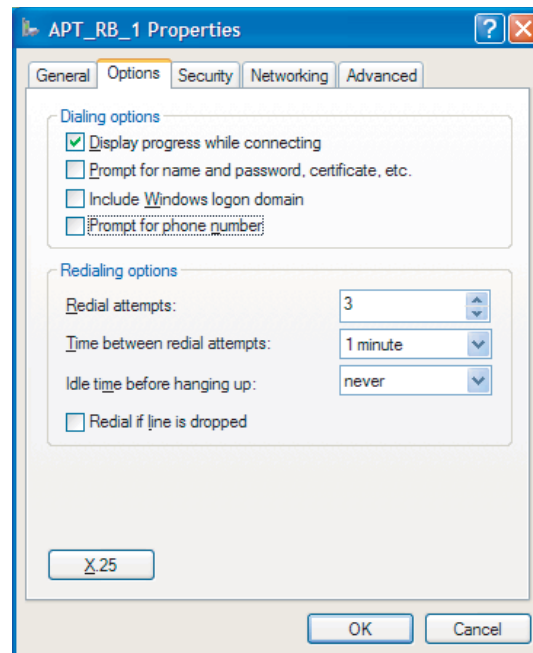 APT_RB_1 Properties
General Options Security Networking Advanced
Dialing options
Display progress while connecting
Prompt for name and password, certificate, etc.
Include Windows logon domain
Prompt for phone number
Redialing options
Redial attempts: 3
Time between redial attempts: 1 minute
Idle time before hanging up: never
Redial if line is dropped
X.25
OK Cancel